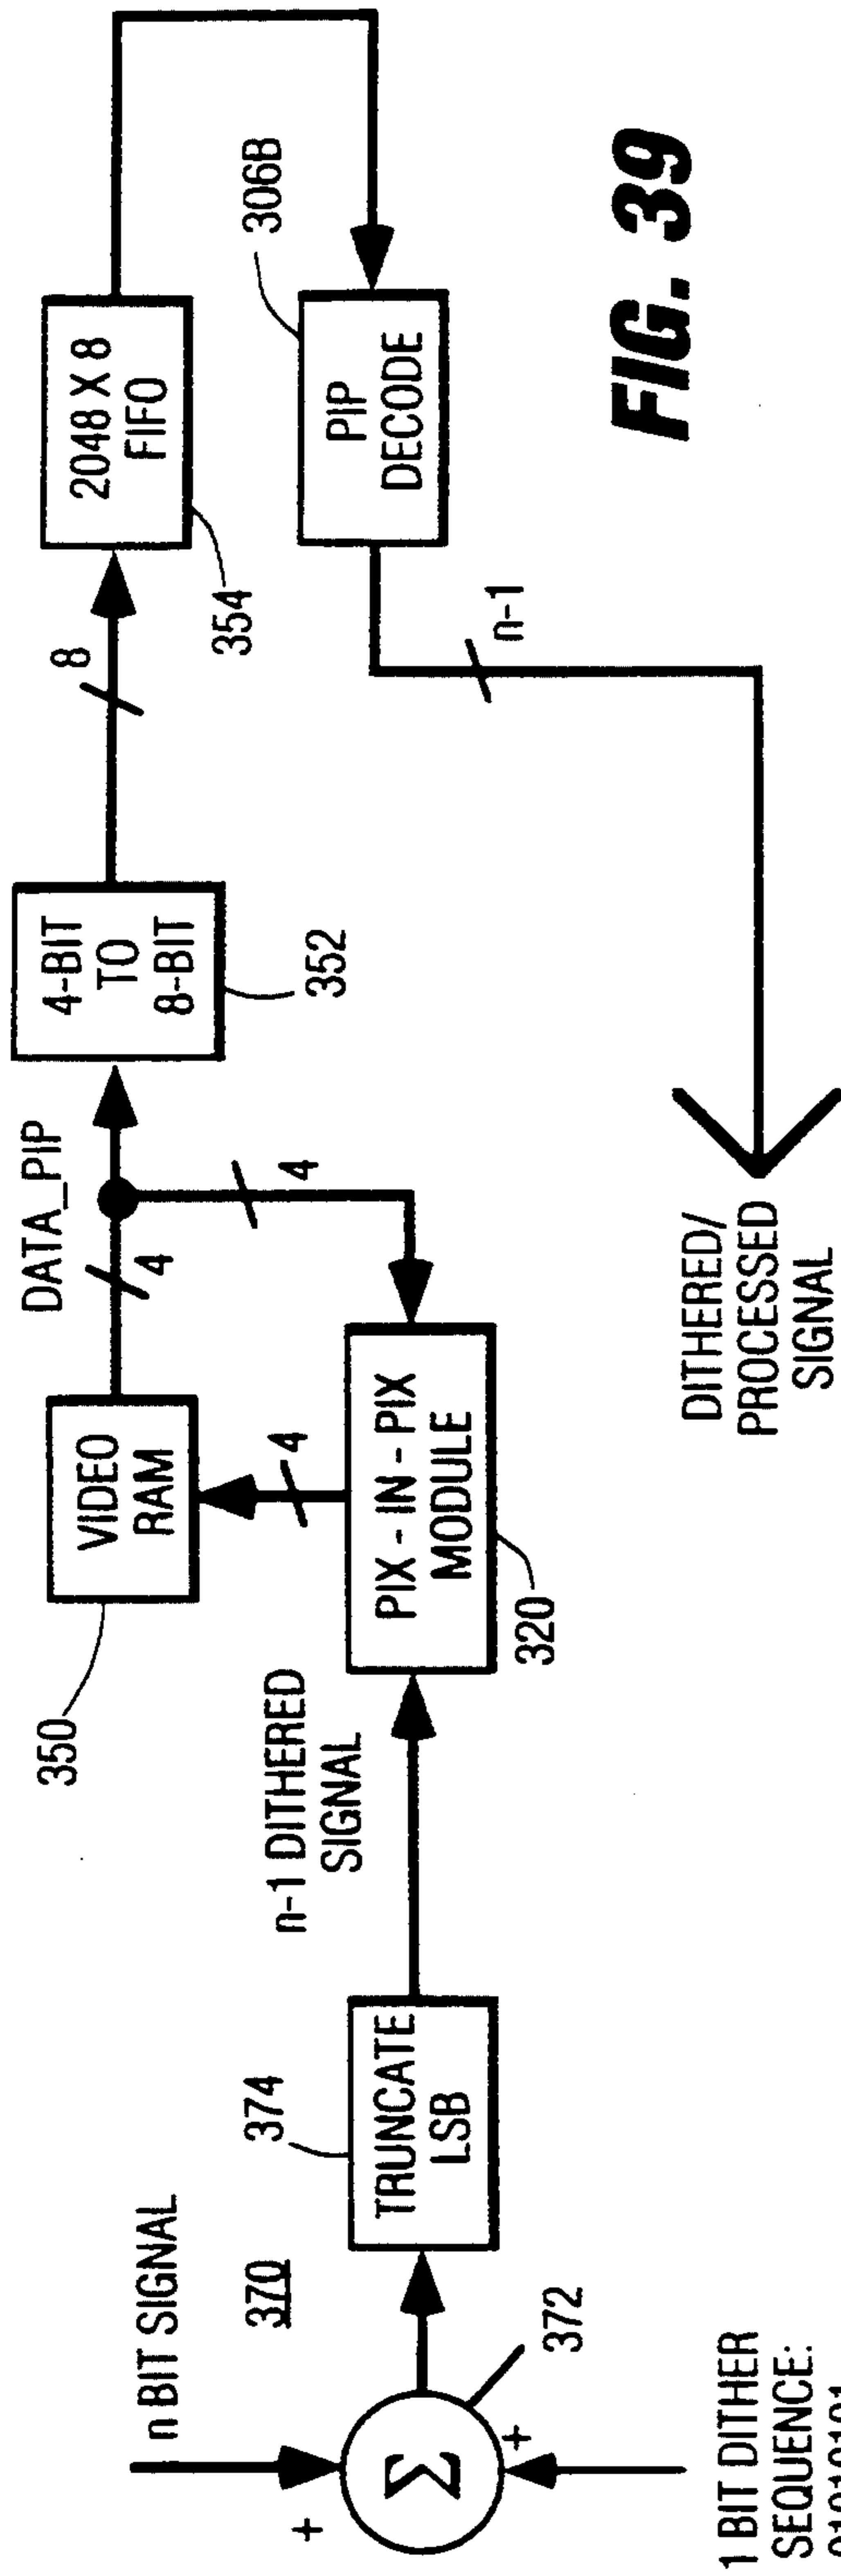 n BIT SIGNAL
+
Σ
+
372
1 BIT DITHER
SEQUENCE:
01010101
370
374
TRUNCATE
LSB
n-1 DITHERED
SIGNAL
350
VIDEO
RAM
4
PIX - IN - PIX
MODULE
320
4
DATA_PIP
4
4-BIT
TO
8-BIT
352
8
2048 X 8
FIFO
354
306B
PIP
DECODE
n-1
DITHERED/
PROCESSED
SIGNAL
FIG. 39